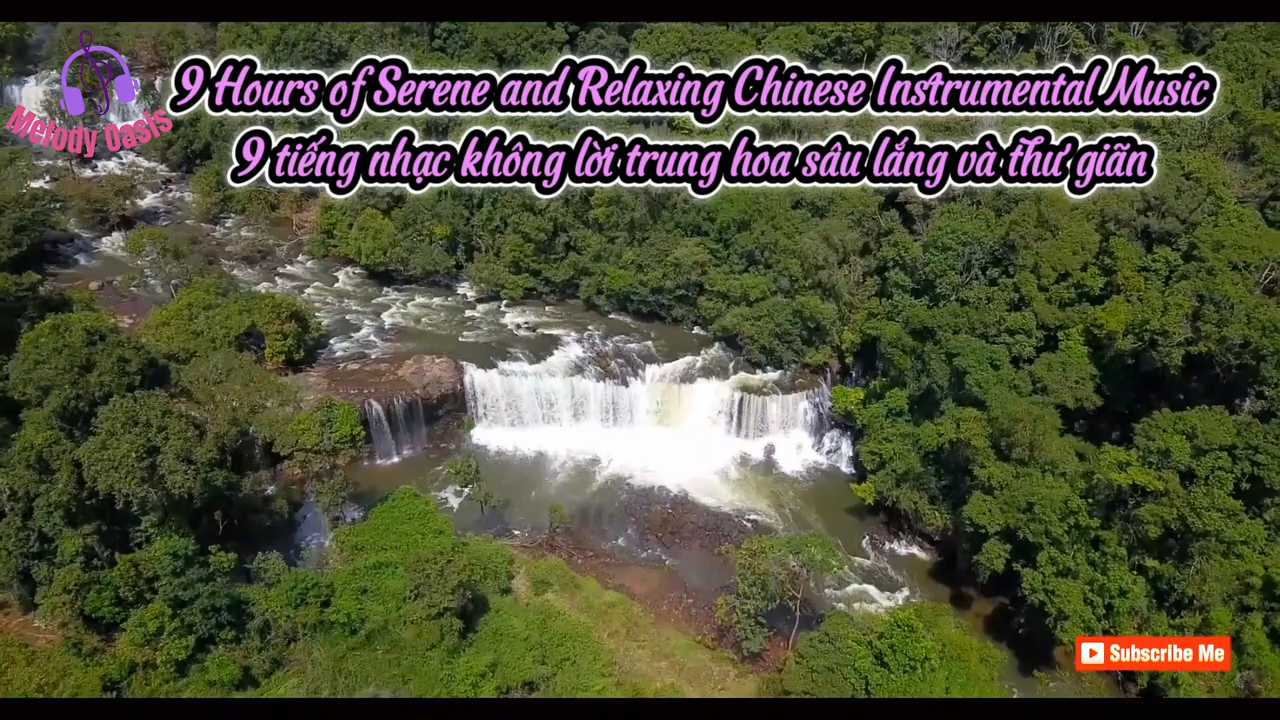 Melody Oasis
9 Hours of Serene and Relaxing Chinese Instrumental Music
9 tiếng nhạc không lời trung hoa sâu lắng và thư giãn
Subscribe Me